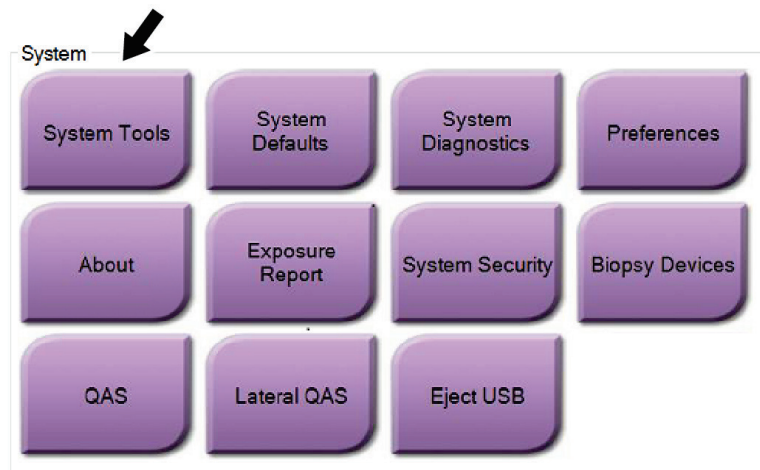 System
System Tools
System
Defaults
System
Diagnostics
Preferences
About
Exposure
Report
System Security
Biopsy Devices
QAS
Lateral QAS
Eject USB